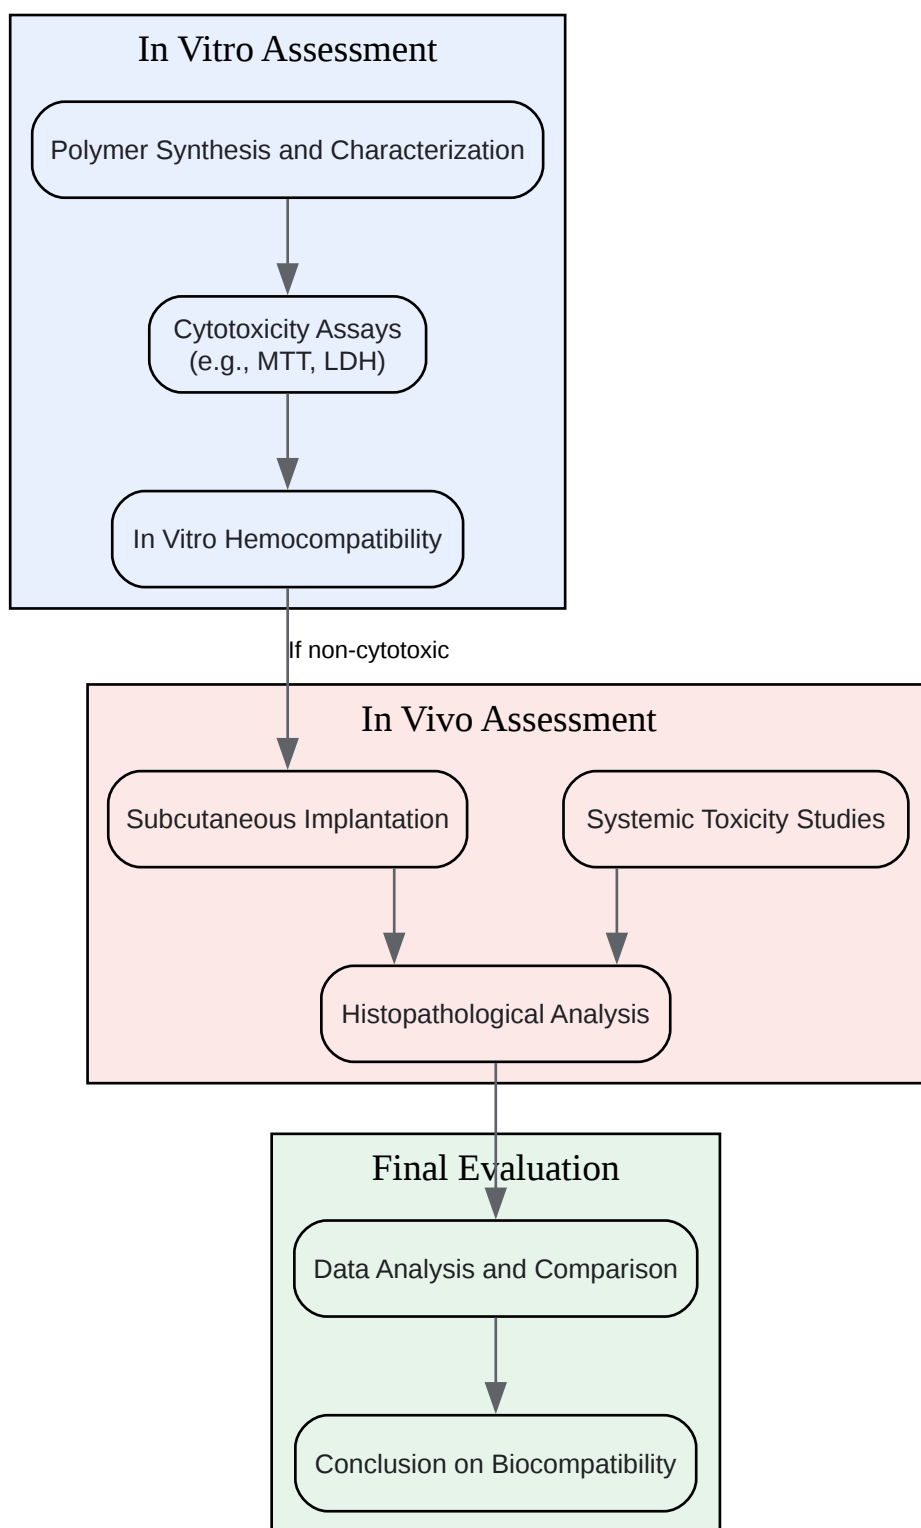 In Vitro Assessment
Polymer Synthesis and Characterization
Cytotoxicity Assays
(e.g., MTT, LDH)
In Vitro Hemocompatibility
If non-cytotoxic
In Vivo Assessment
Subcutaneous Implantation
Systemic Toxicity Studies
Histopathological Analysis
Final Evaluation
Data Analysis and Comparison
Conclusion on Biocompatibility